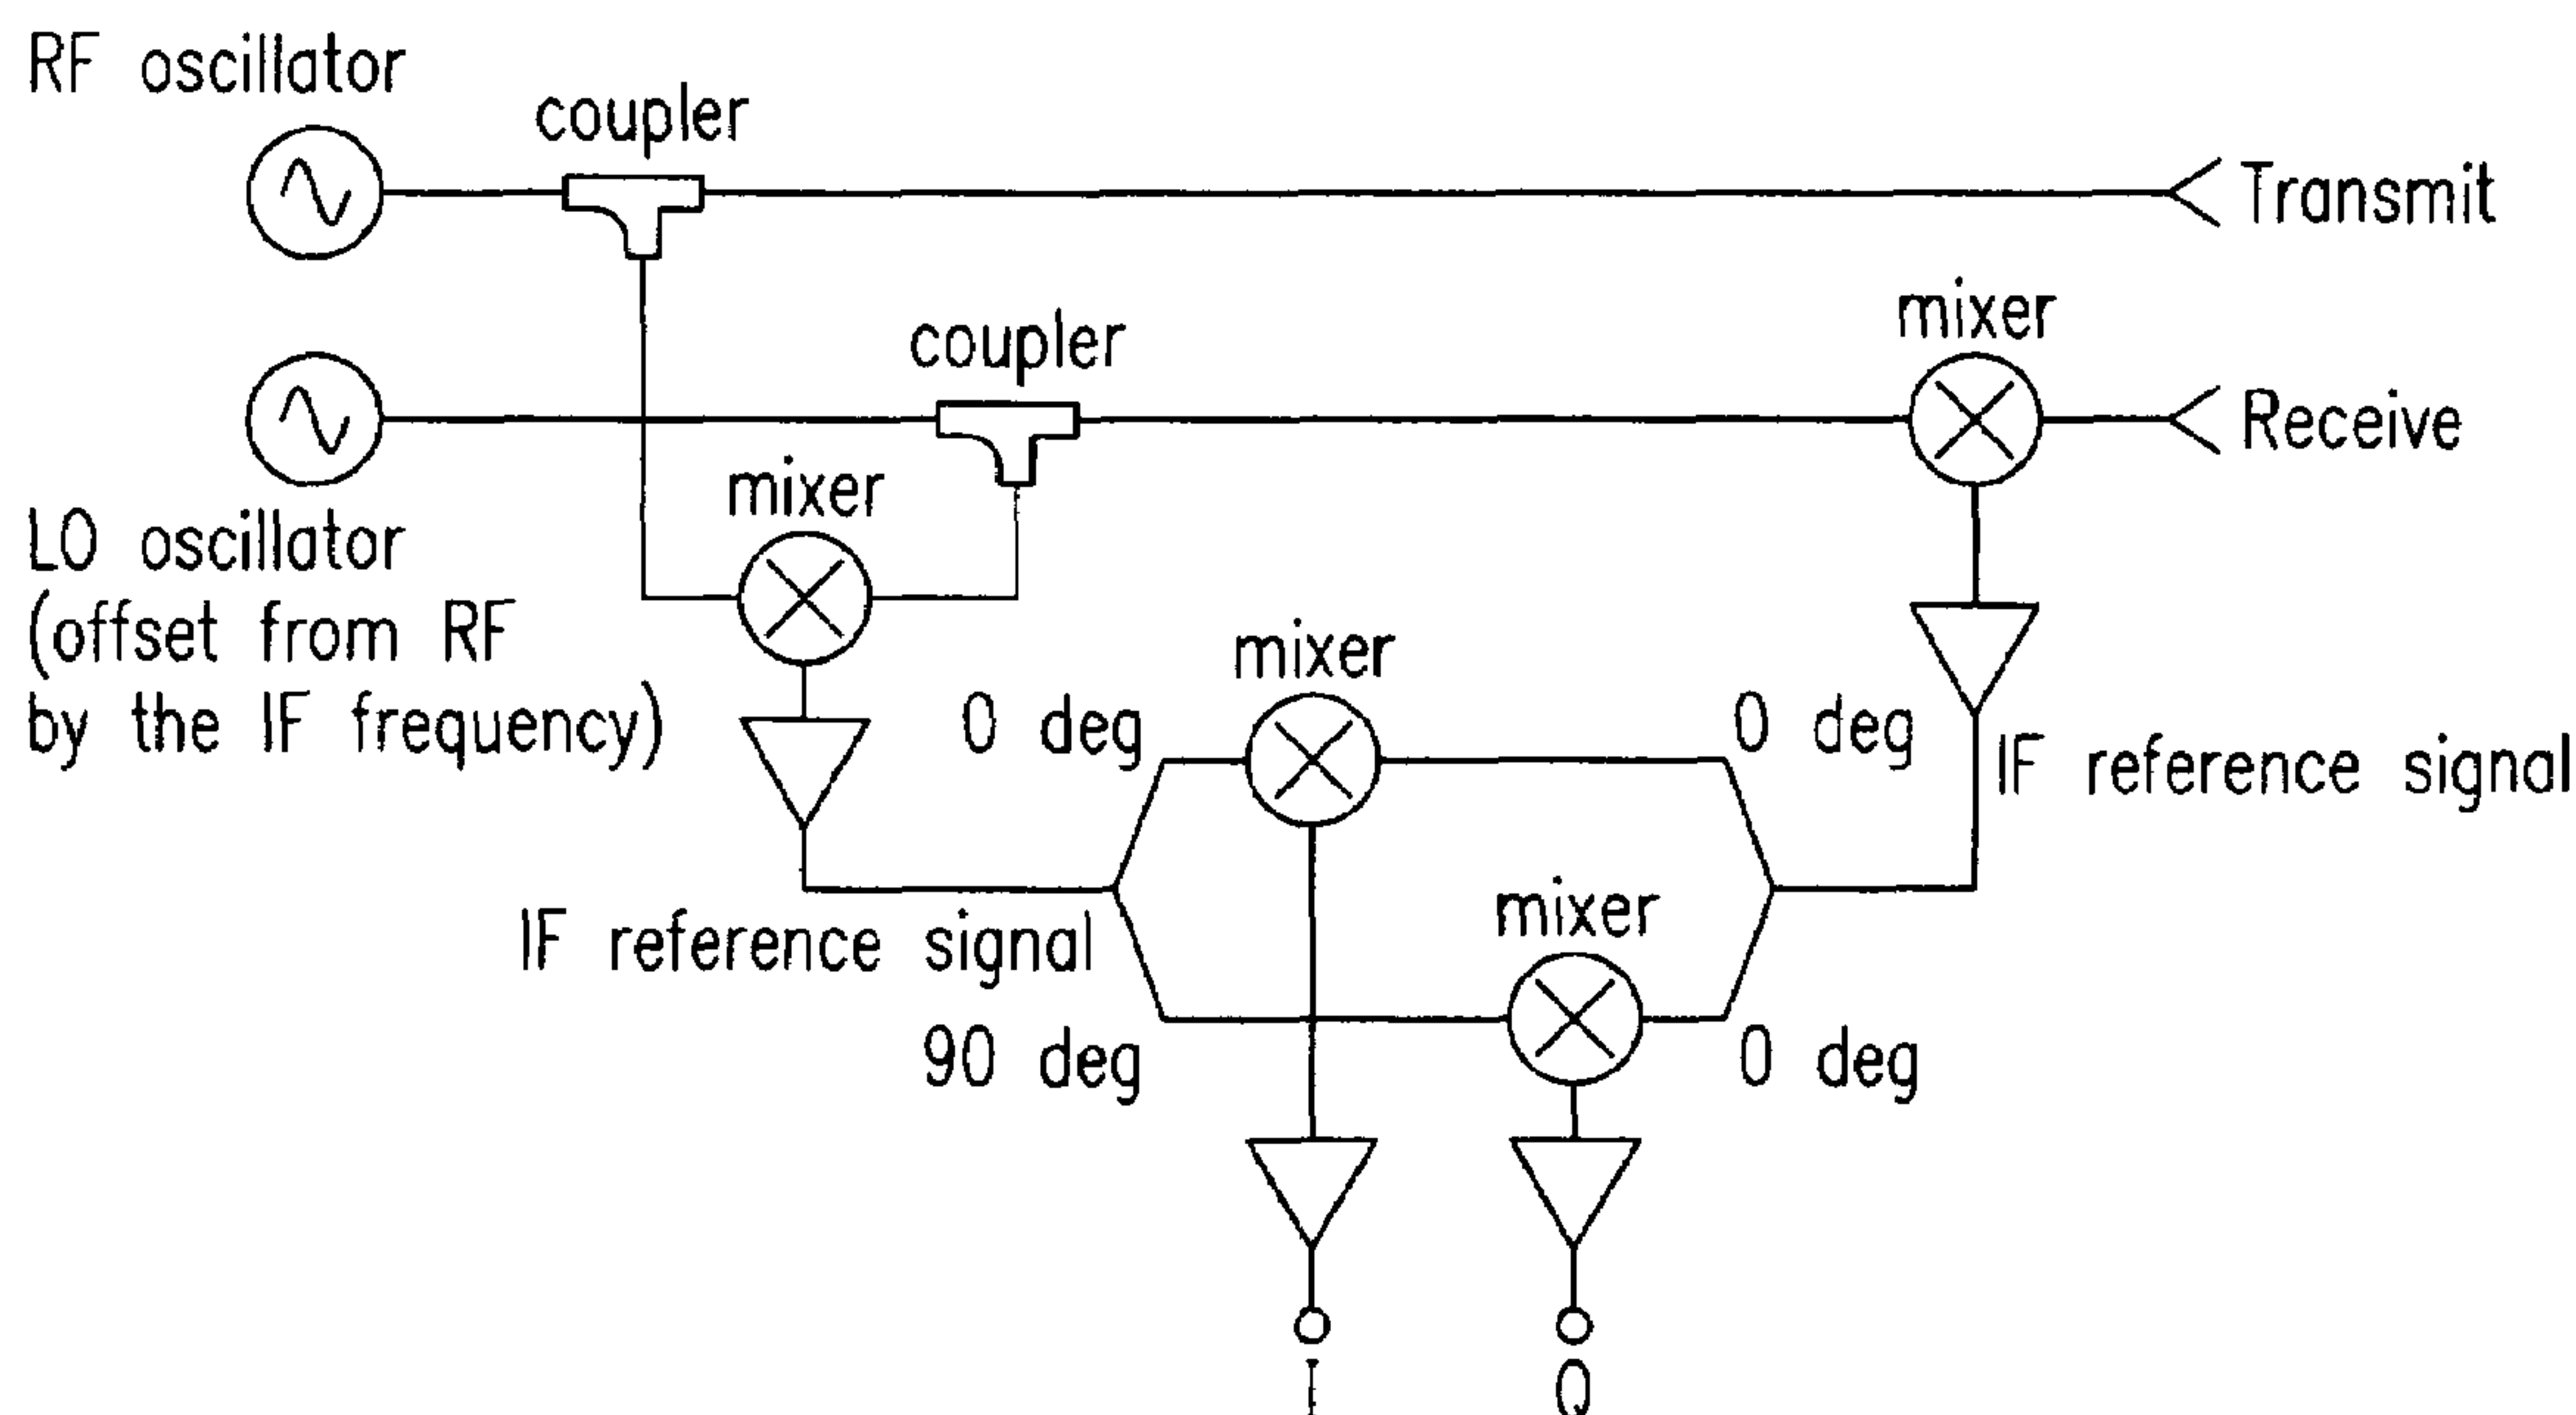 RF oscillator
coupler
Transmit
coupler
mixer
Receive
mixer
LO oscillator
(offset from RF
by the IF frequency)
mixer
0 deg
0 deg
IF reference signal
mixer
IF reference signal
90 deg
0 deg
I
Q